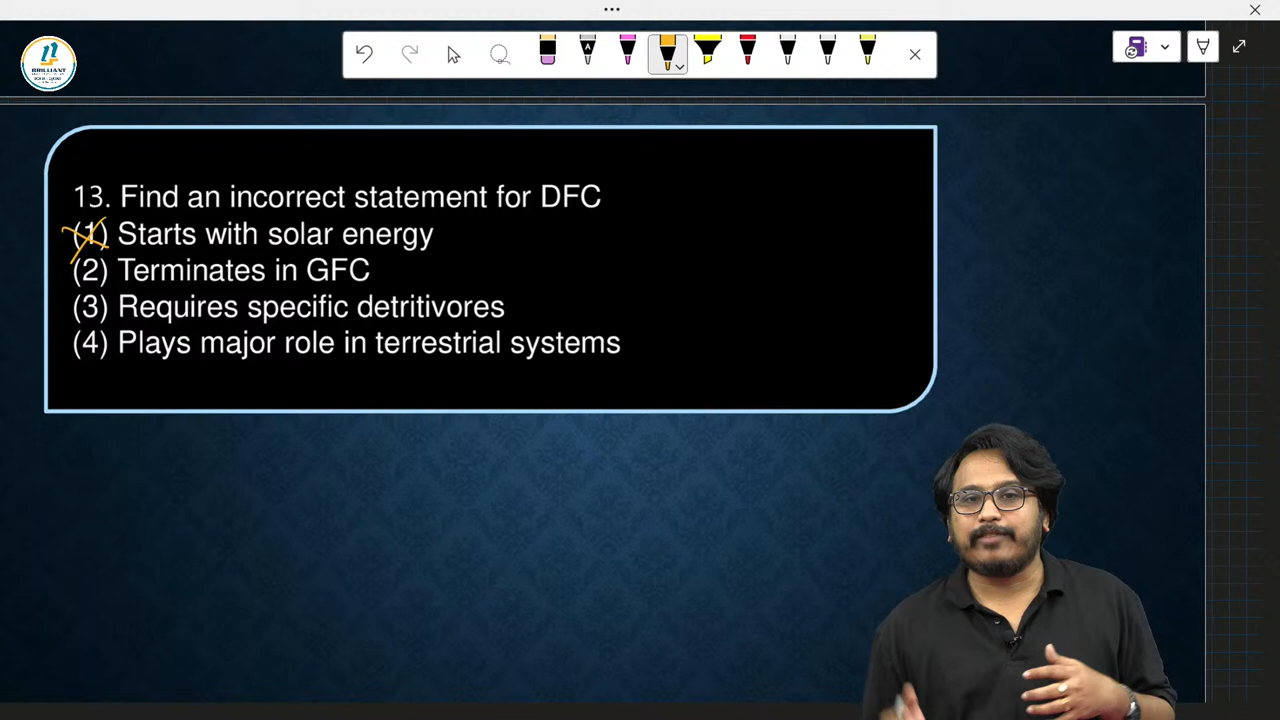 BRILLIANT
13. Find an incorrect statement for DFC
(1) Starts with solar energy
(2) Terminates in GFC
(3) Requires specific detritivores
(4) Plays major role in terrestrial systems